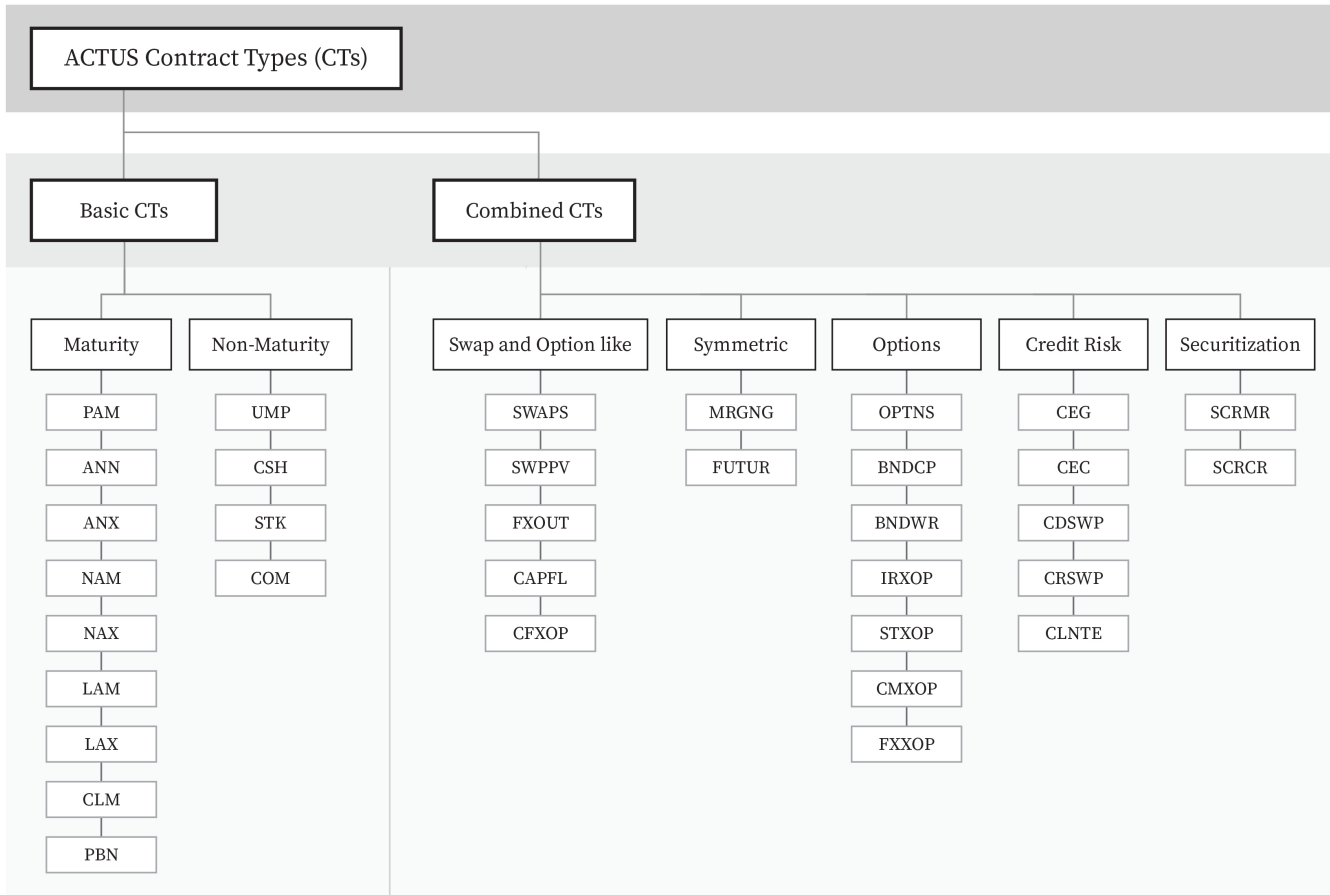 ACTUS Contract Types (CTs)
Basic CTs
Combined CTs
Maturity
PAM
ANN
ANX
NAM
NAX
LAM
LAX
CLM
PBN
Non-Maturity
UMP
CSH
STK
COM
Swap and Option like
SWAPS
SWPPV
FXOUT
CAPFL
CFXOP
Symmetric
MRGNG
FUTUR
Options
OPTNS
BNDCP
BNDWR
IRXOP
STXOP
CMXOP
FXXOP
Credit Risk
CEG
CEC
CDSWP
CRSWP
CLNTE
Securitization
SCRMR
SCRCR